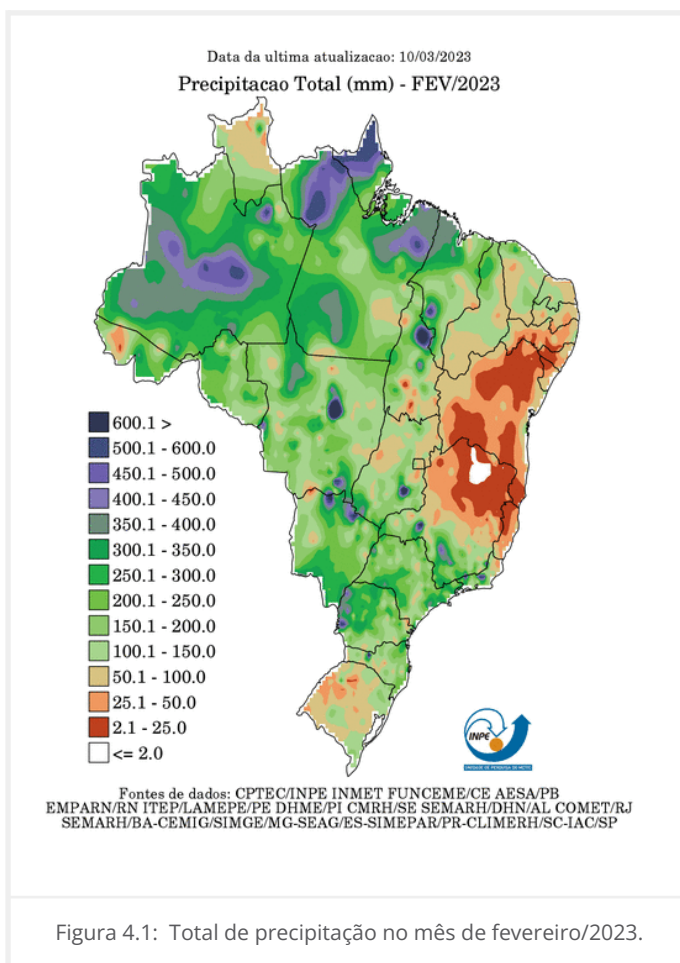 Data da ultima atualizacao: 10/03/2023
Precipitacao Total (mm) - FEV/2023
600.1 >
500.1 - 600.0
450.1 - 500.0
400.1 - 450.0
350.1 - 400.0
300.1 - 350.0
250.1 - 300.0
200.1 - 250.0
150.1 - 200.0
100.1 - 150.0
50.1 - 100.0
25.1 - 50.0
2.1 - 25.0
<= 2.0
INPE
Fontes de dados: CPTEC/INPE INMET FUNCEME/CE AESA/PB
EMPARN/RN ITEP/LAMEPE/PE DHME/PI CMRH/SE SEMARH/DHN/AL COMET/RJ
SEMARH/BA-CEMIG/SIMGE/MG-SEAG/ES-SIMEPAR/PR-CLIMERH/SC-IAC/SP
Figura 4.1: Total de precipitação no mês de fevereiro/2023.